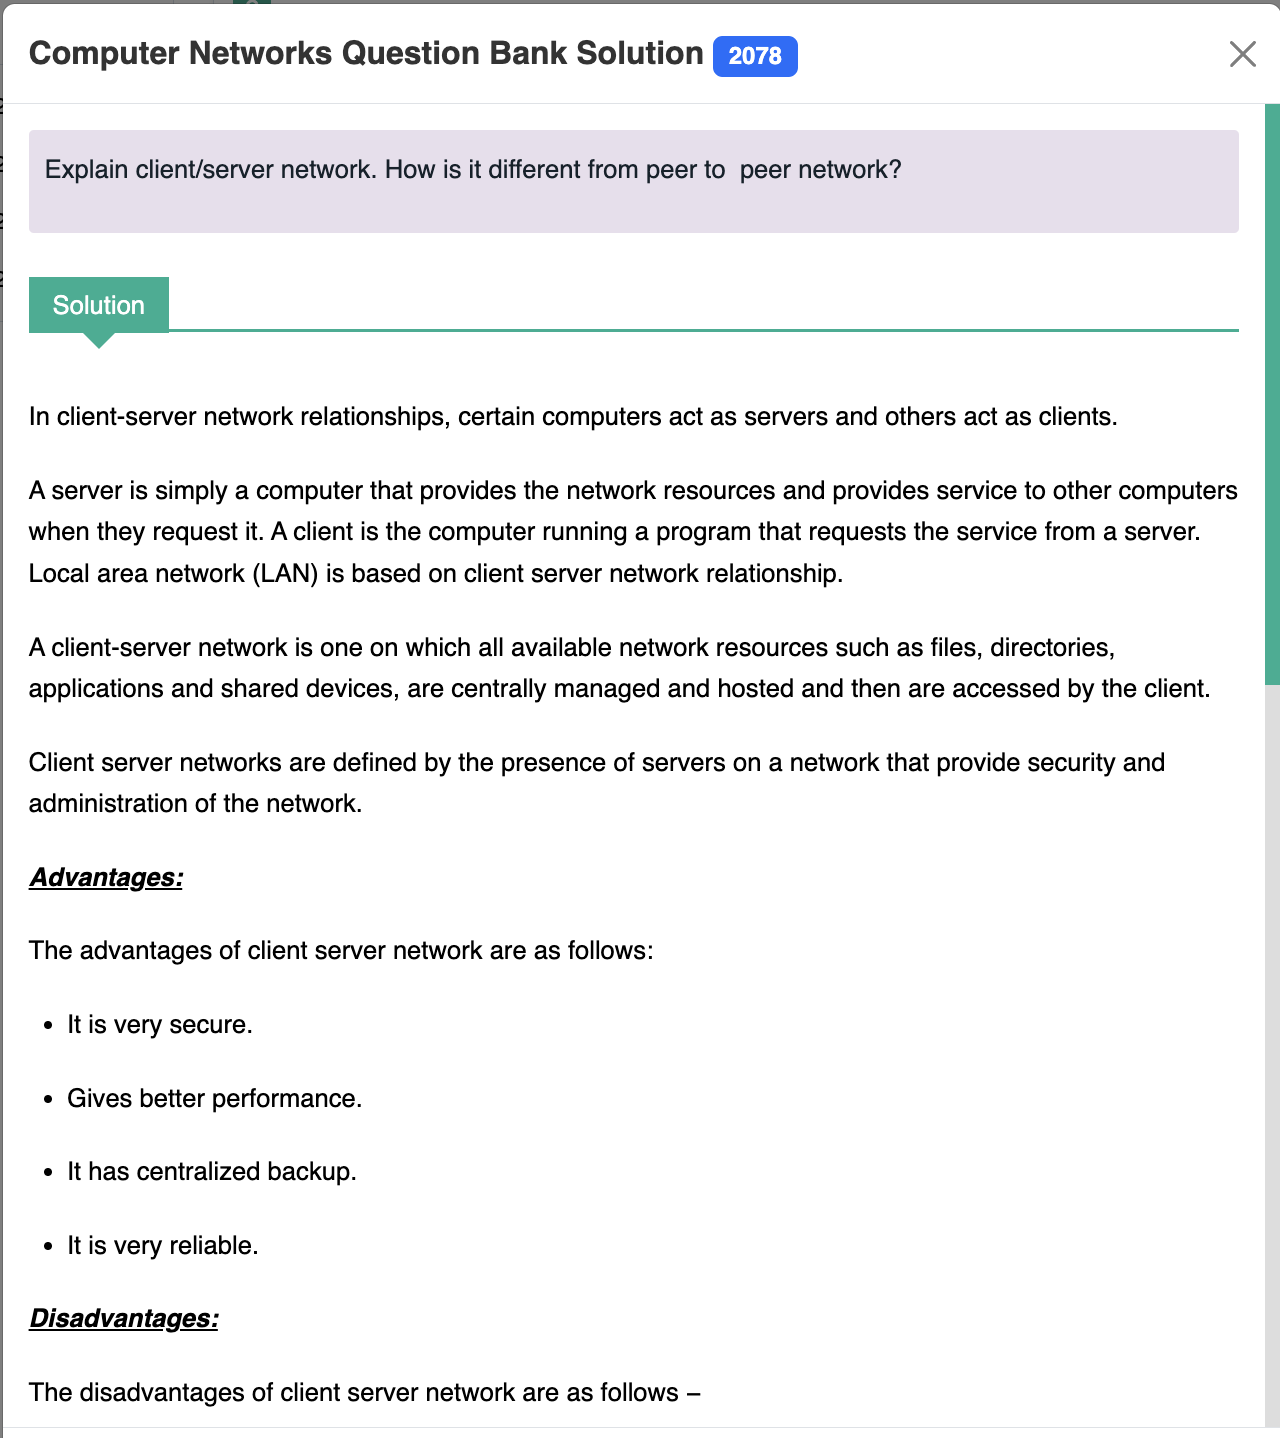 Computer Networks Question Bank Solution 2078
Explain client/server network. How is it different from peer to  peer network?
Solution
In client-server network relationships, certain computers act as servers and others act as clients.
A server is simply a computer that provides the network resources and provides service to other computers
when they request it. A client is the computer running a program that requests the service from a server.
Local area network (LAN) is based on client server network relationship.
A client-server network is one on which all available network resources such as files, directories,
applications and shared devices, are centrally managed and hosted and then are accessed by the client.
Client server networks are defined by the presence of servers on a network that provide security and
administration of the network.
Advantages:
The advantages of client server network are as follows:
• It is very secure.
• Gives better performance.
• It has centralized backup.
• It is very reliable.
Disadvantages:
The disadvantages of client server network are as follows –